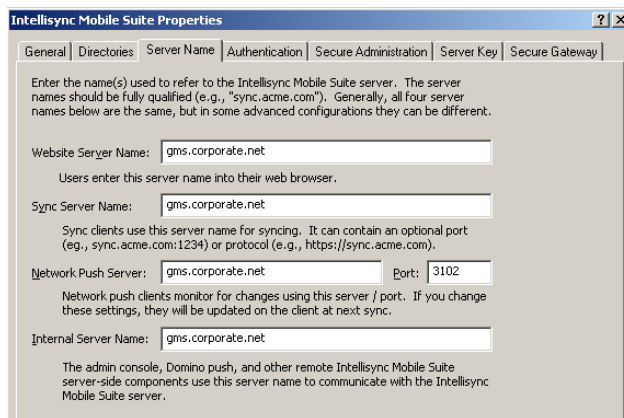 Intellisync Mobile Suite Properties
General Directories Server Name Authentication Secure Administration Server Key Secure Gateway
Enter the name(s) used to refer to the Intellisync Mobile Suite server. The server
names should be fully qualified (e.g., "sync.acme.com"). Generally, all four server
names below are the same, but in some advanced configurations they can be different.
Website Server Name: gms.corporate.net
Users enter this server name into their web browser.
Sync Server Name: gms.corporate.net
Sync clients use this server name for syncing. It can contain an optional port
(eg., sync.acme.com:1234) or protocol (e.g., https://sync.acme.com).
Network Push Server: gms.corporate.net Port: 3102
Network push clients monitor for changes using this server / port. If you change
these settings, they will be updated on the client at next sync.
Internal Server Name: gms.corporate.net
The admin console, Domino push, and other remote Intellisync Mobile Suite
server-side components use this server name to communicate with the Intellisync
Mobile Suite server.